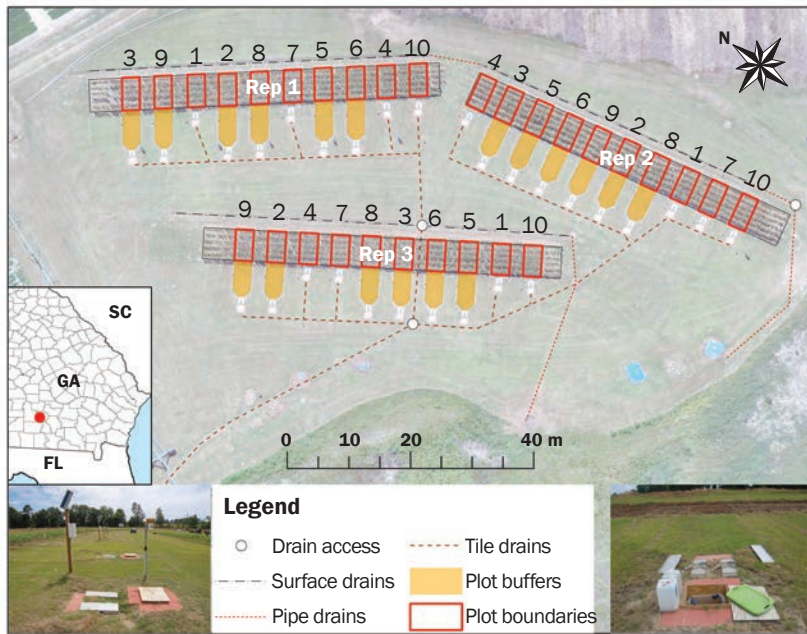 N
3 9 1 2 8 7 5 6 4 10
Rep 1
4 3 5 6 9 2 8 1 7 10
Rep 2
9 2 4 7 8 3 6 5 1 10
Rep 3
SC
GA
FL
0 10 20 40 m
Legend
Drain access
Tile drains
Surface drains
Plot buffers
Pipe drains
Plot boundaries